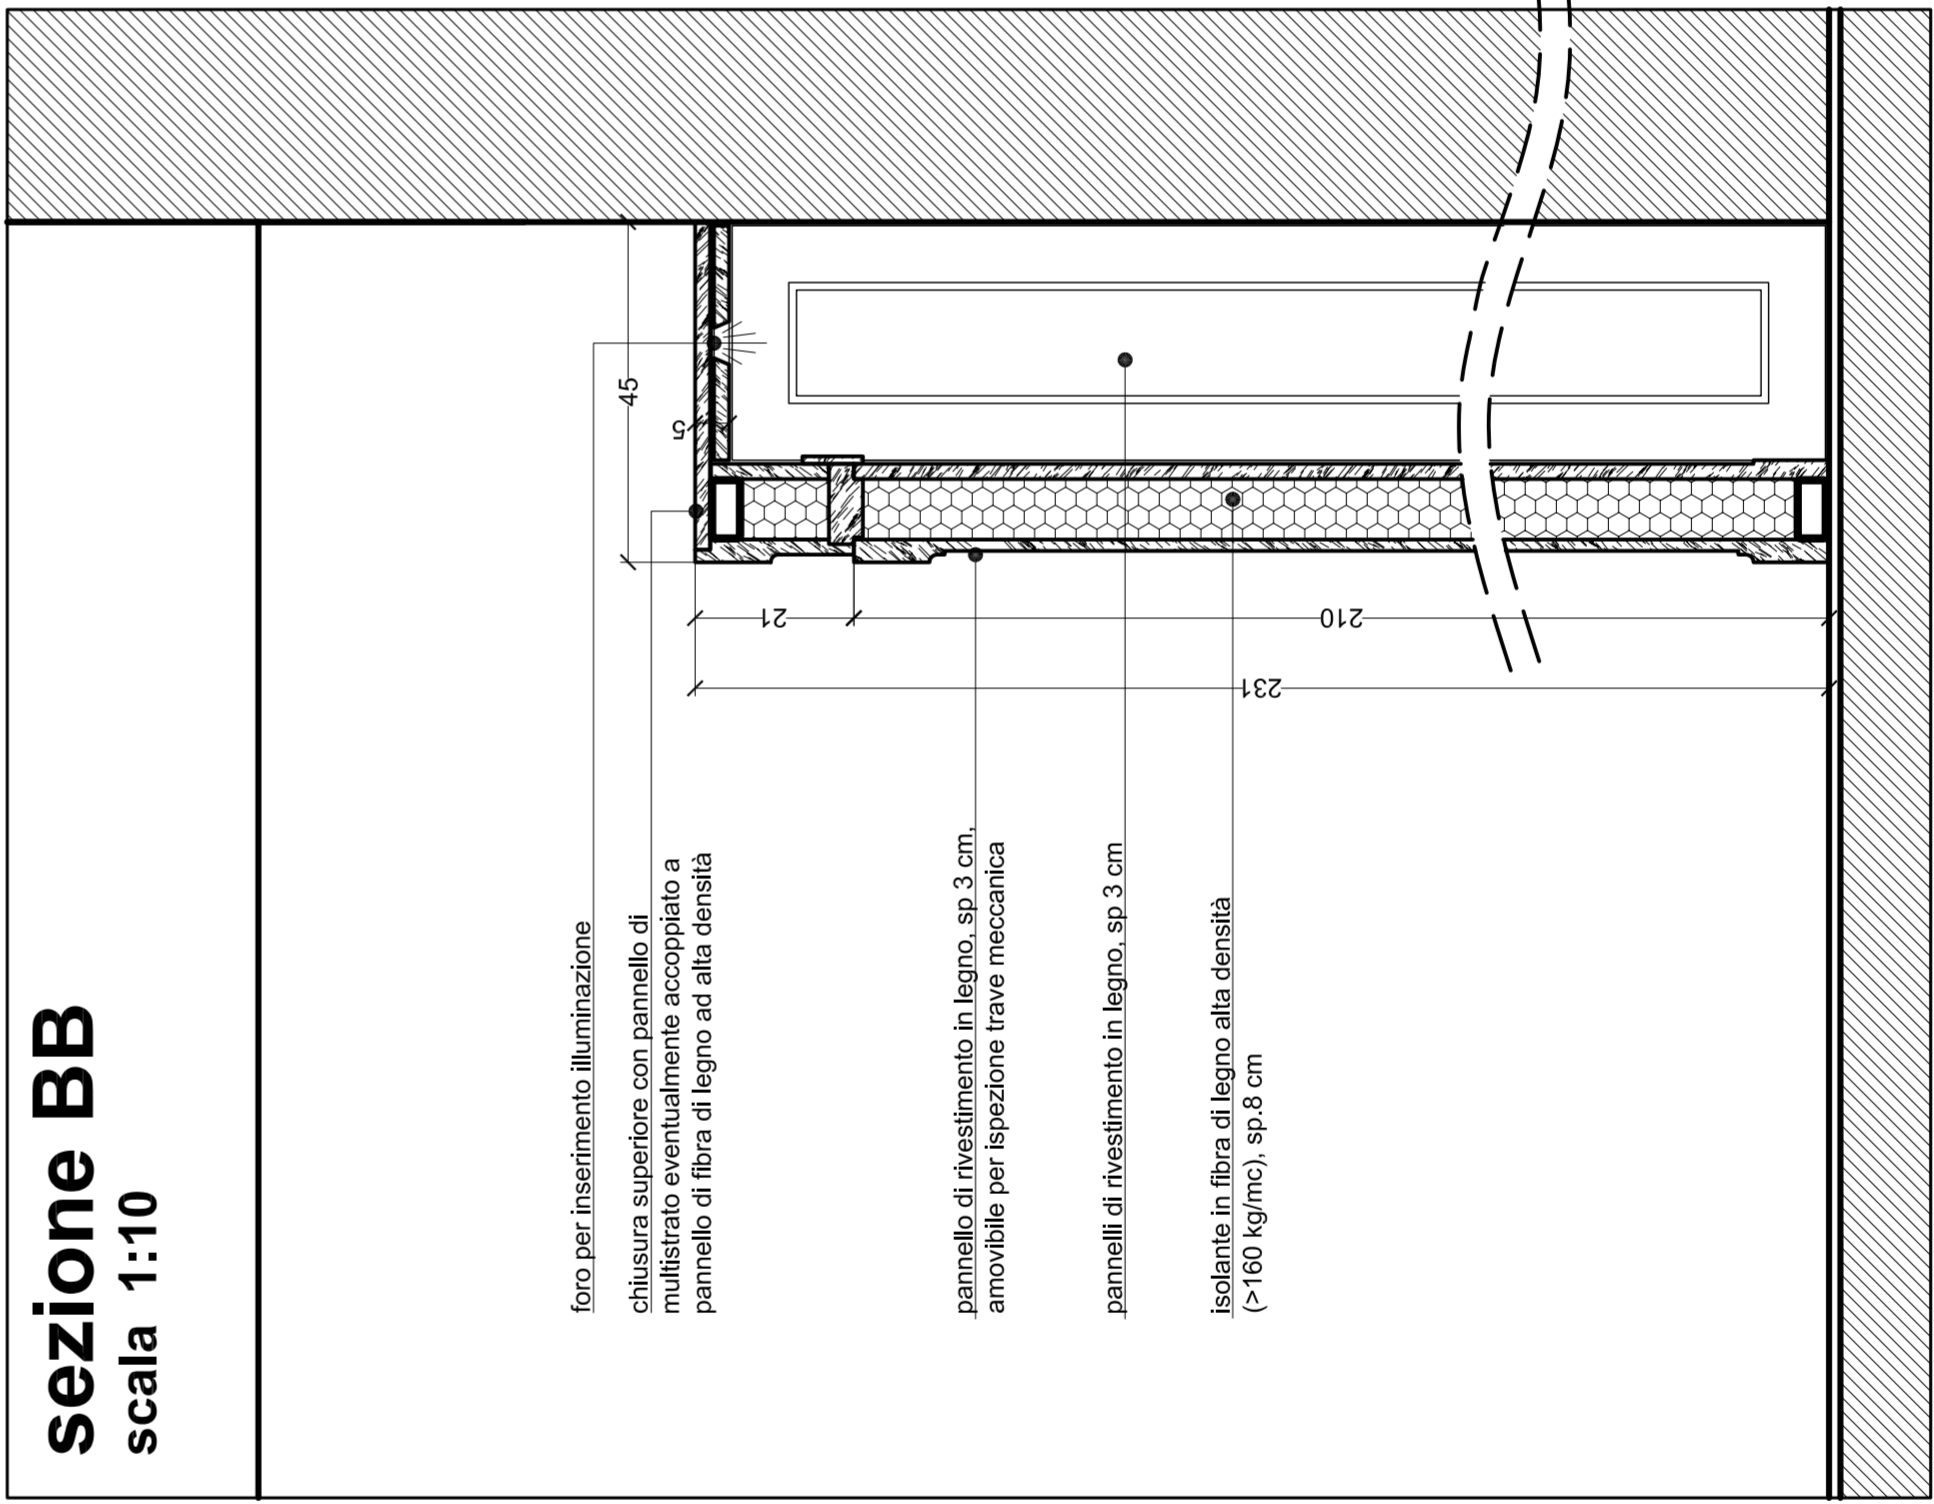 sezione BB
scala 1:10
foro per inserimento illuminazione
chiusura superiore con pannello di
multistrato eventualmente accoppiato a
pannello di fibra di legno ad alta densità
pannello di rivestimento in legno, sp 3 cm,
amovibile per ispezione trave meccanica
pannelli di rivestimento in legno, sp 3 cm
isolante in fibra di legno alta densità
(>160 kg/mc), sp.8 cm
45
5
21
210
231